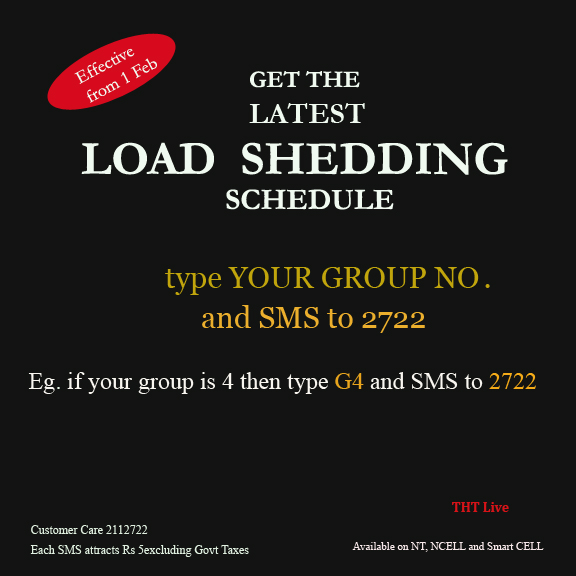 Effective
from 1 Feb
GET THE
LATEST
LOAD SHEDDING
SCHEDULE
type YOUR GROUP NO.
and SMS to 2722
Eg. if your group is 4 then type G4 and SMS to 2722
THT Live
Customer Care 2112722
Each SMS attracts Rs 5excluding Govt Taxes
Available on NT, NCELL and Smart CELL